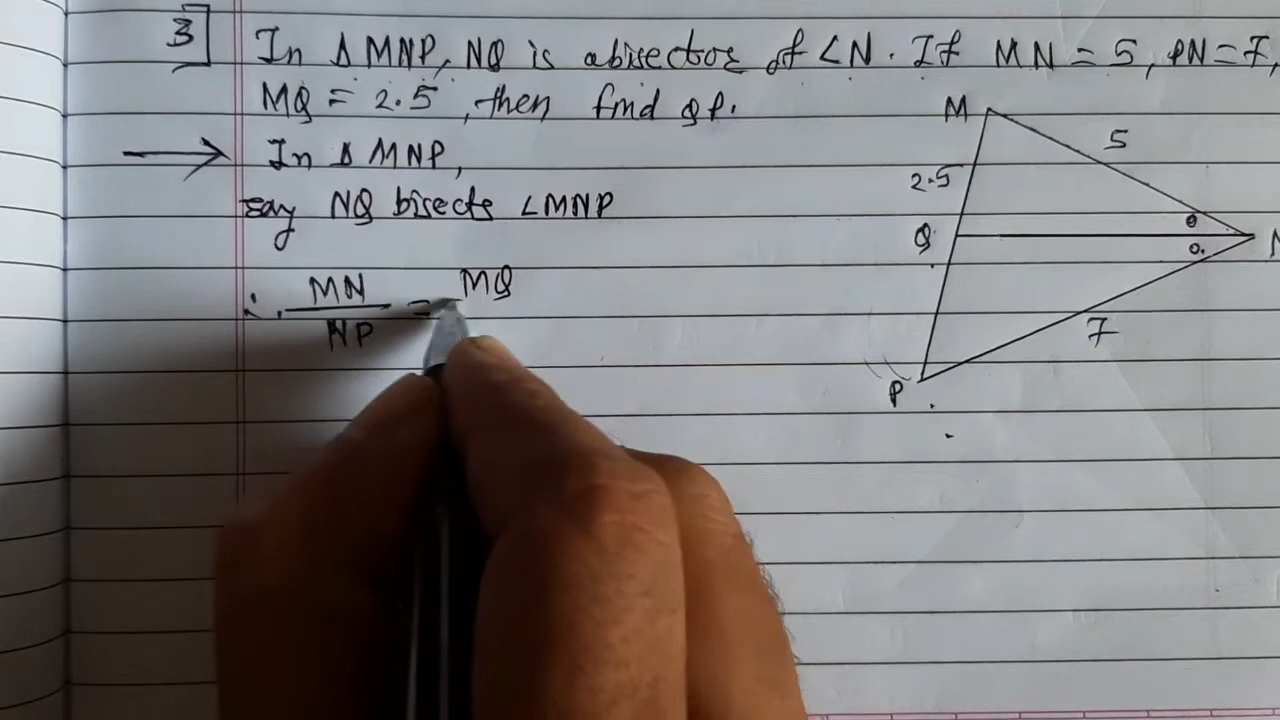 3] In Δ MNP, NQ is a bisector of ∠N. If MN = 5, PN = 7,
MQ = 2.5, then find QP.
→ In Δ MNP,
say NQ bisects ∠MNP
∴ MN/NP = MQ
M
5
2.5
Q
N
7
P